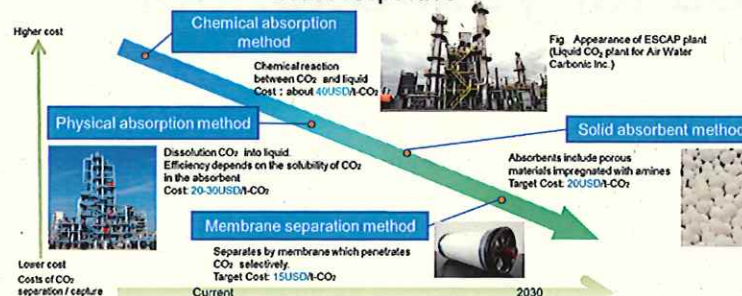 Higher cost
Chemical absorption
method
Chemical reaction
between CO₂ and liquid
Cost : about 40USD/t-CO₂
Fig. Appearance of ESCAP plant
(Liquid CO₂ plant for Air Water
Carbonic Inc.)
Physical absorption method
Dissolution CO₂ into liquid.
Efficiency depends on the solubility of CO₂
in the absorbent
Cost: 20-30USD/t-CO₂
Solid absorbent method
Absorbents include porous
materials impregnated with amines
Target Cost: 20USD/t-CO₂
Membrane separation method
Separates by membrane which penetrates
CO₂ selectively.
Target Cost: 15USD/t-CO₂
Lower cost
Costs of CO₂
separation / capture
Current
2030